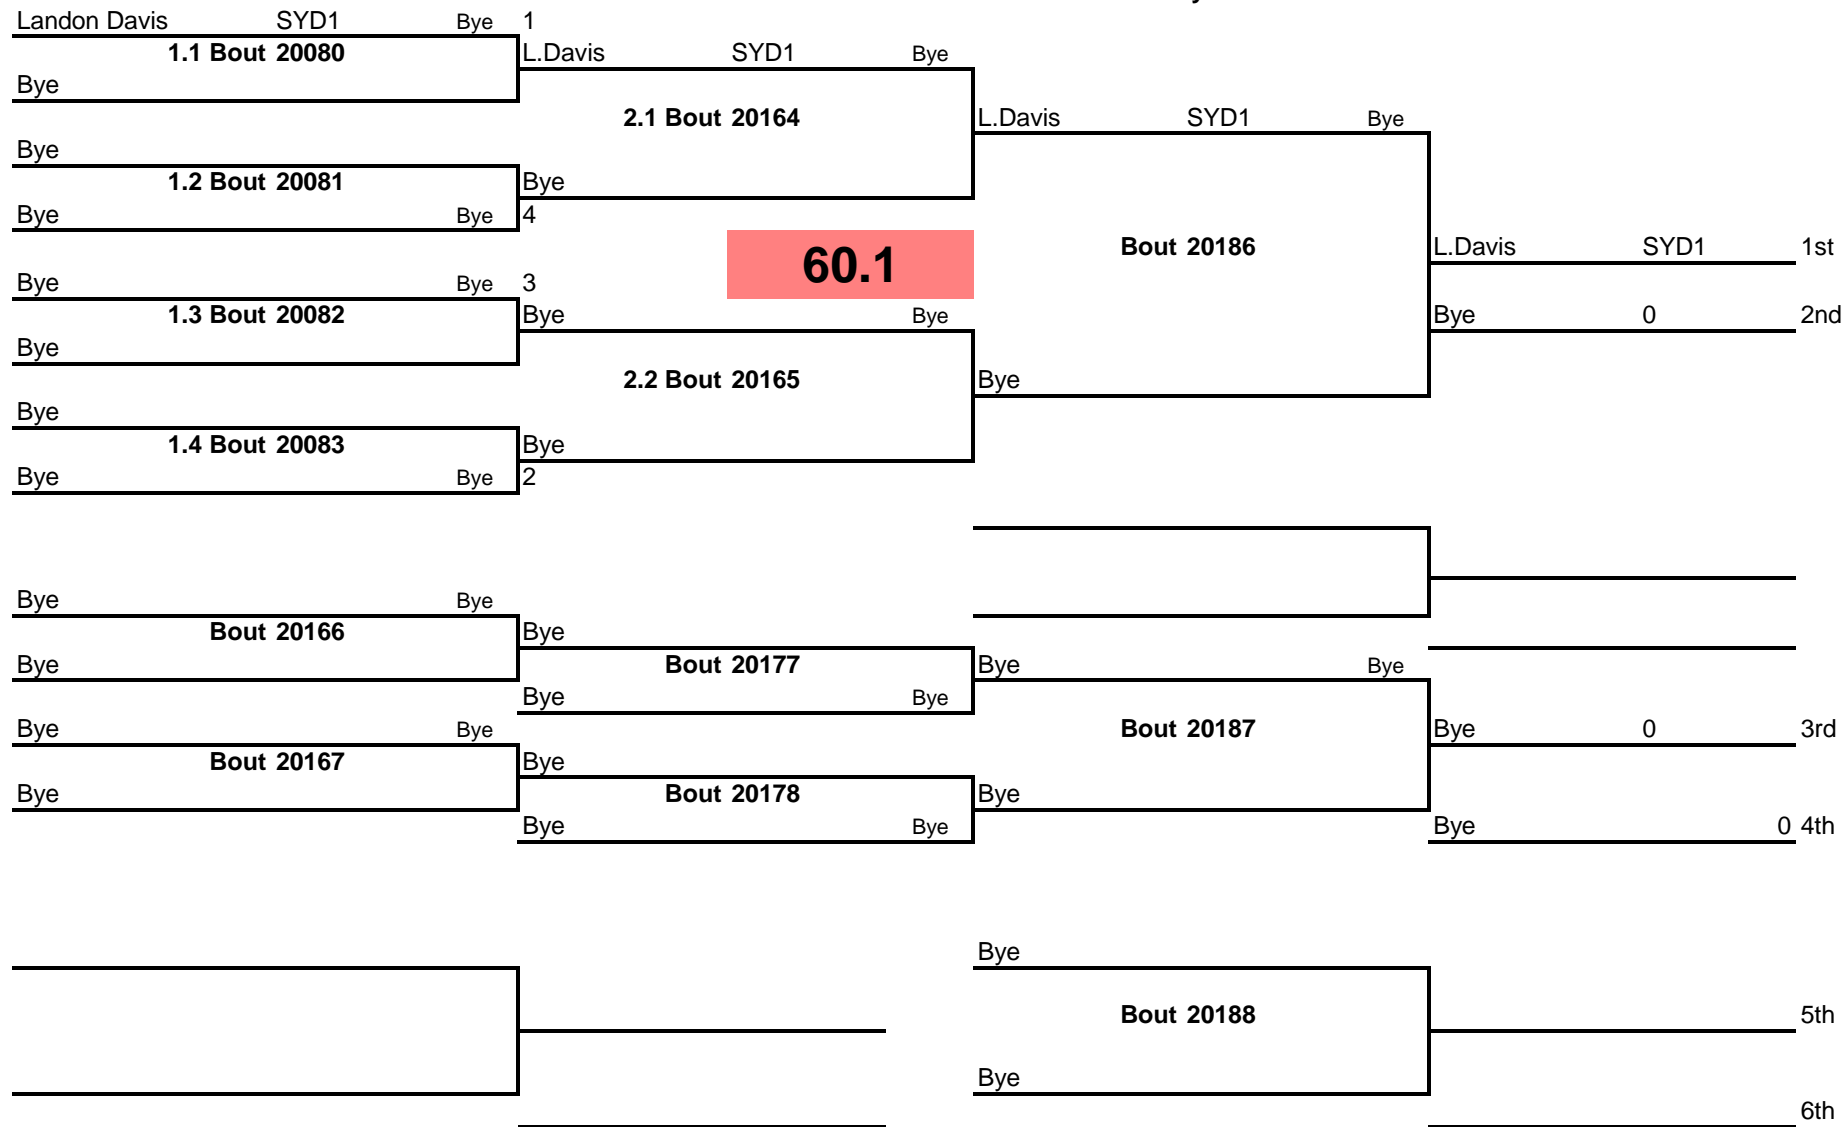 Landon Davis SYD1 Bye 1
1.1 Bout 20080 L.Davis SYD1 Bye
Bye
2.1 Bout 20164 L.Davis SYD1 Bye
Bye
1.2 Bout 20081 Bye
Bye Bye 4
60.1 Bout 20186 L.Davis SYD1 1st
Bye Bye 3
1.3 Bout 20082 Bye Bye Bye 0 2nd
Bye
2.2 Bout 20165 Bye
Bye
1.4 Bout 20083 Bye
Bye Bye 2
Bye Bye
Bout 20166 Bye
Bye Bout 20177 Bye Bye
Bye Bye
Bye Bye Bout 20187 Bye 0 3rd
Bout 20167 Bye
Bye Bout 20178 Bye
Bye Bye Bye 0 4th
Bye
Bout 20188 5th
Bye
6th